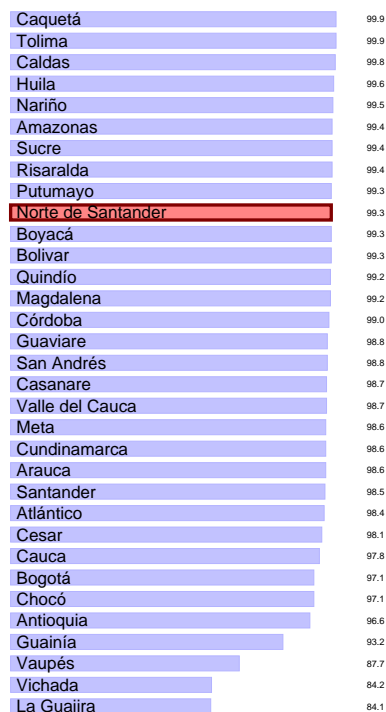 Caquetá 99.9
Tolima 99.9
Caldas 99.8
Huila 99.6
Nariño 99.5
Amazonas 99.4
Sucre 99.4
Risaralda 99.4
Putumayo 99.3
Norte de Santander 99.3
Boyacá 99.3
Bolivar 99.3
Quindío 99.2
Magdalena 99.2
Córdoba 99.0
Guaviare 98.8
San Andrés 98.8
Casanare 98.7
Valle del Cauca 98.7
Meta 98.6
Cundinamarca 98.6
Arauca 98.6
Santander 98.5
Atlántico 98.4
Cesar 98.1
Cauca 97.8
Bogotá 97.1
Chocó 97.1
Antioquia 96.6
Guainía 93.2
Vaupés 87.7
Vichada 84.2
La Guajira 84.1